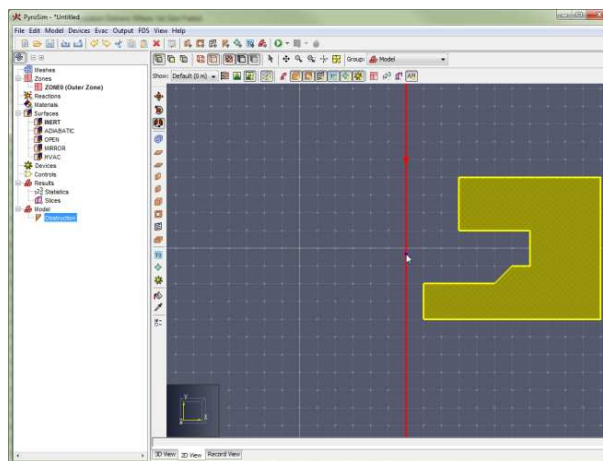 PyroSim - *Untitled
File Edit Model Devices Evac Output FDS View Help
Group: Model
Show: Default (0 m)
Meshes
Zones
ZONE0 (Outer Zone)
Reactions
Materials
Surfaces
INERT
ADIABATIC
OPEN
MIRROR
HVAC
Devices
Controls
Results
Statistics
Slices
Model
Obstruction
Y
X
3D View 2D View Record View